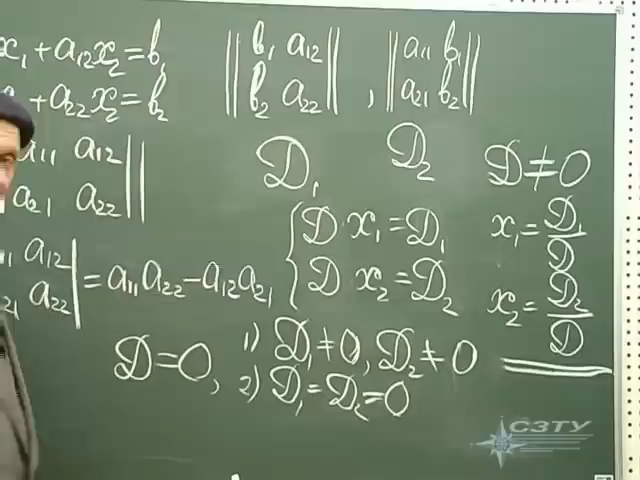 x₁ + a₁₂x₂ = b₁
+ a₂₂x₂ = b₂
|| b₁ a₁₂ ||
|| b₂ a₂₂ ||
, || a₁₁ b₁ ||
|| a₂₁ b₂ ||
a₁₁ a₁₂ ||
a₂₁ a₂₂ ||
D₁ D₂ D ≠ 0
a₁₂ |
₂₁ a₂₂ | = a₁₁a₂₂ − a₁₂a₂₁
{ D x₁ = D₁
D x₂ = D₂
x₁ = D₁/D
x₂ = D₂/D
D = 0, 1) D₁ ≠ 0, D₂ ≠ 0
2) D₁ = D₂ = 0
СЗТУ